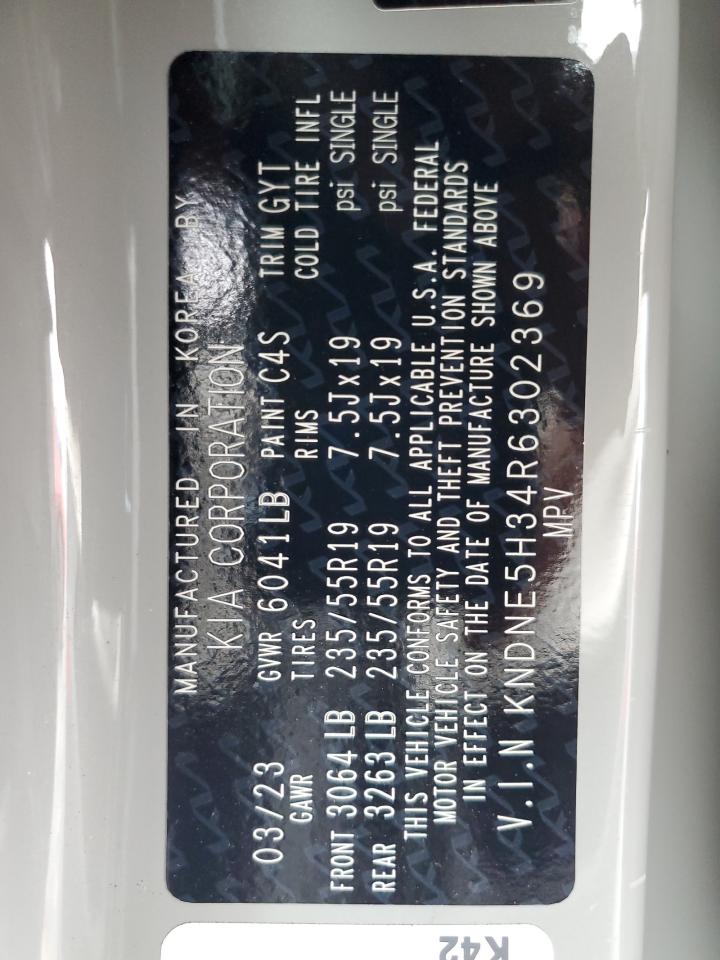 MANUFACTURED IN KOREA BY
KIA CORPORATION
03/23 GVWR 6041LB PAINT C4S TRIM GYT
GAWR TIRES RIMS COLD TIRE INFL
FRONT 3064LB 235/55R19 7.5Jx19 psi SINGLE
REAR 3263LB 235/55R19 7.5Jx19 psi SINGLE
THIS VEHICLE CONFORMS TO ALL APPLICABLE U.S.A. FEDERAL
MOTOR VEHICLE SAFETY AND THEFT PREVENTION STANDARDS
IN EFFECT ON THE DATE OF MANUFACTURE SHOWN ABOVE
V.I.N KNDNE5H34R6302369
MPV
K42